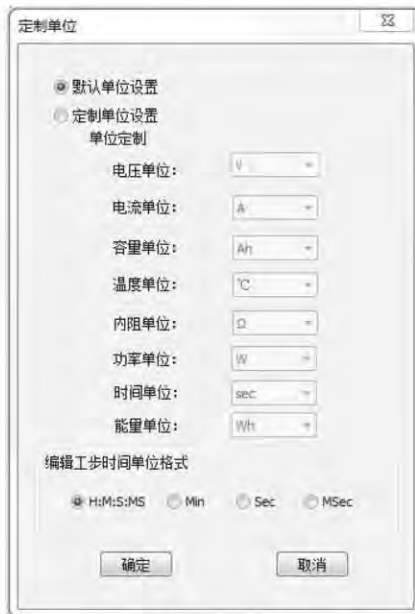 定制单位
默认单位设置
定制单位设置
单位定制
电压单位： V
电流单位： A
容量单位： Ah
温度单位： ℃
内阻单位： Ω
功率单位： W
时间单位： sec
能量单位： Wh
编辑工步时间单位格式
H:M:S:MS Min Sec MSec
确定 取消